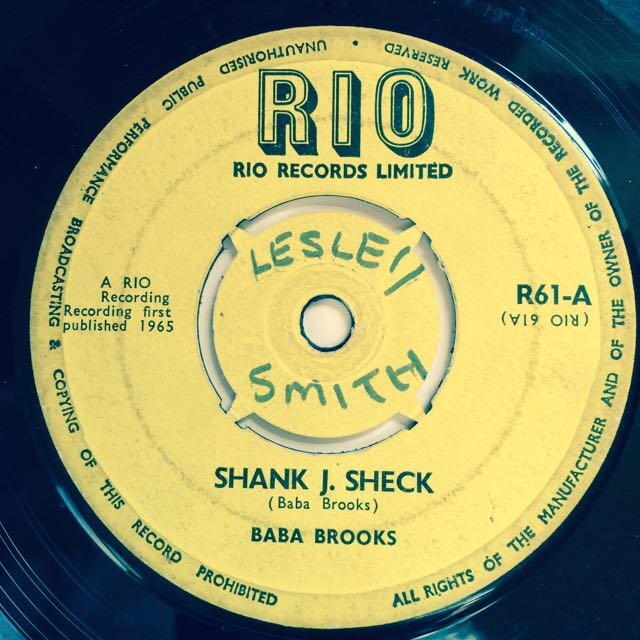 RIO
RIO RECORDS LIMITED
LESLEY
SMITH
A RIO
Recording
Recording first
published 1965
R61-A
(RIO 61A)
SHANK J. SHECK
(Baba Brooks)
BABA BROOKS
ALL RIGHTS OF THE MANUFACTURER AND OF THE OWNER OF THE RECORDED WORK RESERVED • UNAUTHORISED PUBLIC PERFORMANCE BROADCASTING & COPYING OF THIS RECORD PROHIBITED